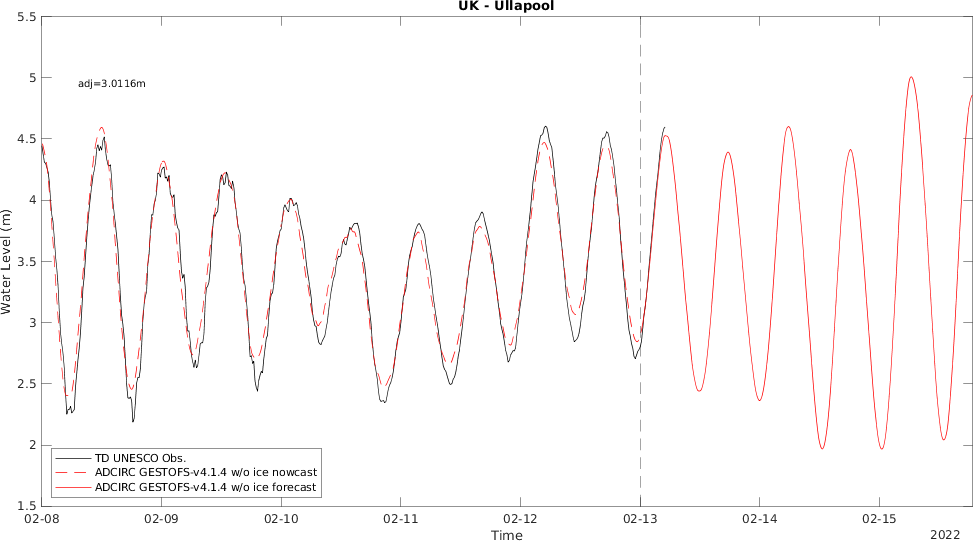 UK - Ullapool
5.5
5
4.5
4
3.5
3
2.5
2
1.5
Water Level (m)
adj=3.0116m
TD UNESCO Obs.
ADCIRC GESTOFS-v4.1.4 w/o ice nowcast
ADCIRC GESTOFS-v4.1.4 w/o ice forecast
02-08 02-09 02-10 02-11 02-12 02-13 02-14 02-15
Time
2022